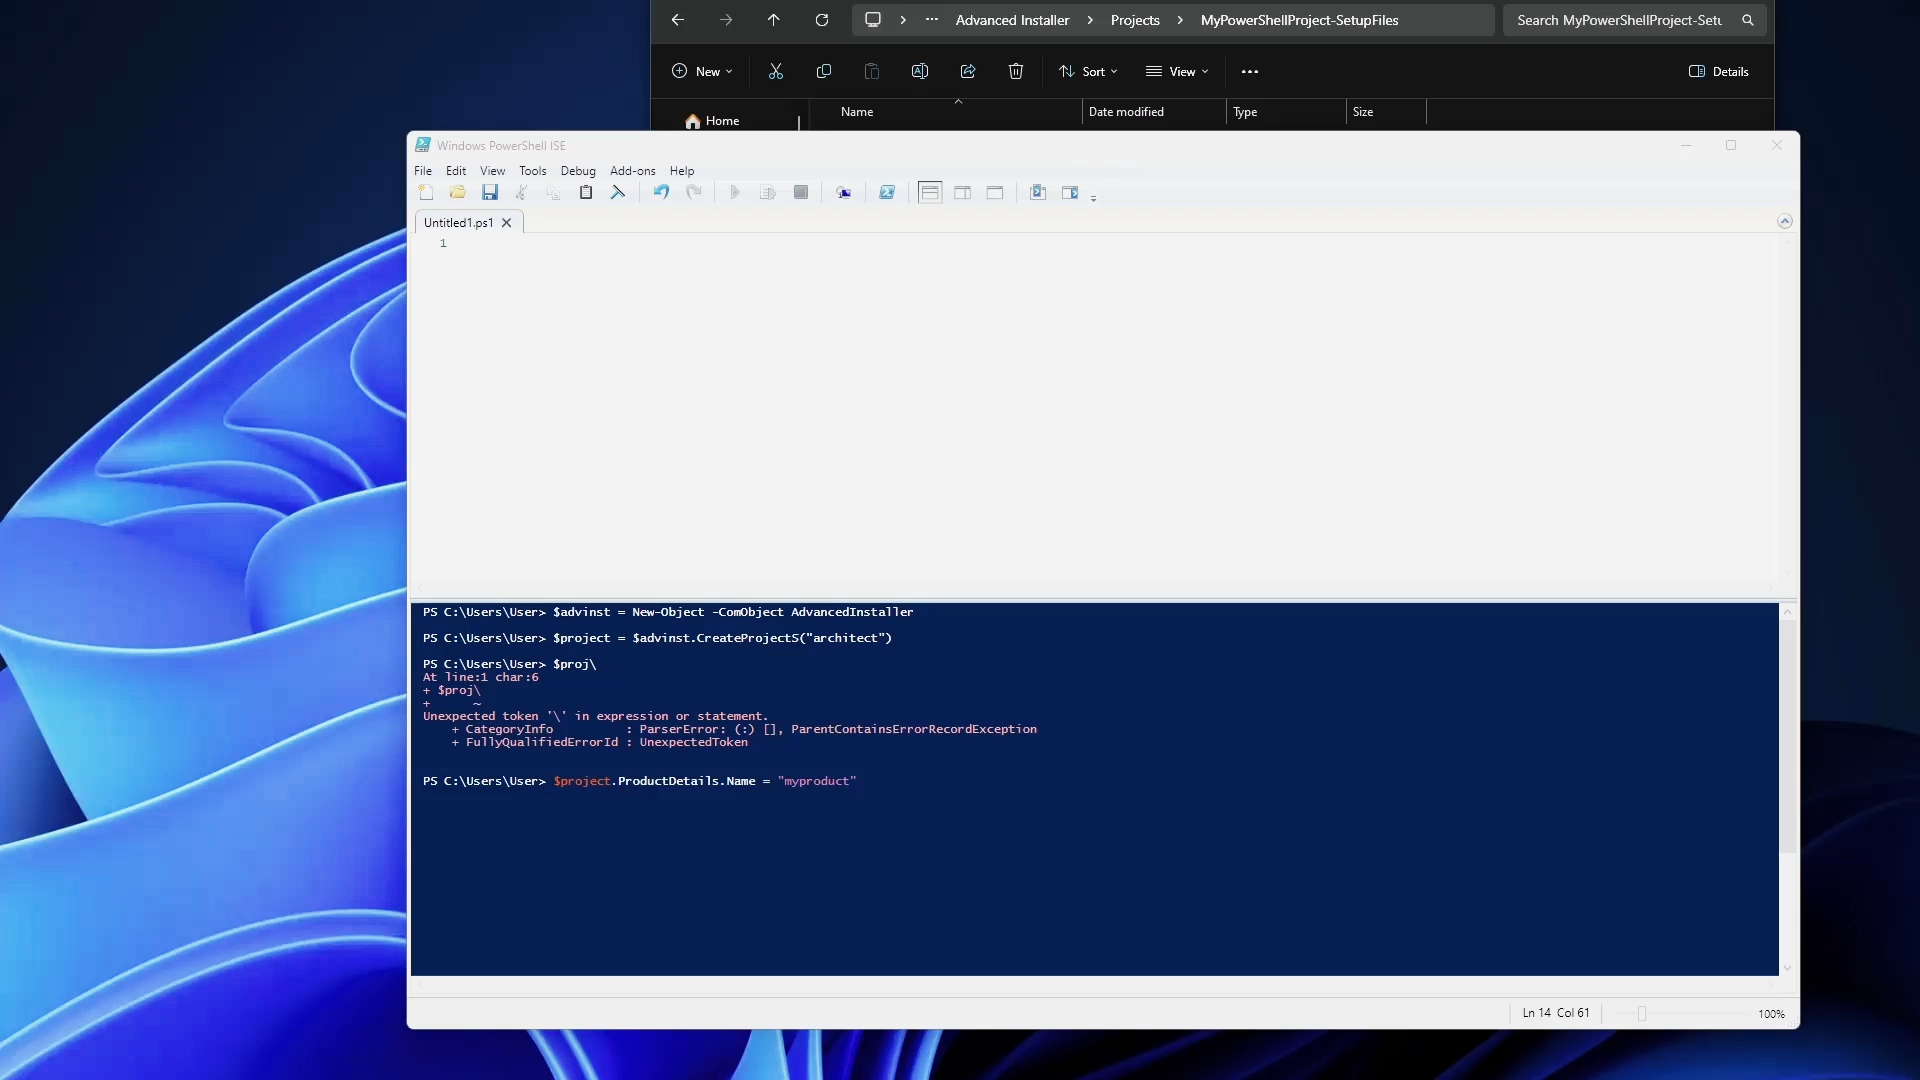 Advanced Installer > Projects > MyPowerShellProject-SetupFiles
Search MyPowerShellProject-Setu
New
Sort
View
Details
Home
Name
Date modified
Type
Size
Windows PowerShell ISE
File Edit View Tools Debug Add-ons Help
Untitled1.ps1
1
PS C:\Users\User> $advinst = New-Object -ComObject AdvancedInstaller
PS C:\Users\User> $project = $advinst.CreateProjectS("architect")
PS C:\Users\User> $proj\
At line:1 char:6
+ $proj\
+      ~
Unexpected token '\' in expression or statement.
    + CategoryInfo          : ParserError: (:) [], ParentContainsErrorRecordException
    + FullyQualifiedErrorId : UnexpectedToken
PS C:\Users\User> $project.ProductDetails.Name = "myproduct"
Ln 14 Col 61
100%